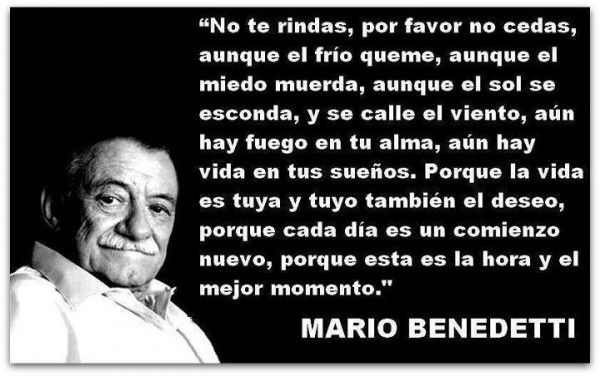 “No te rindas, por favor no cedas,
aunque el frío queme, aunque el
miedo muerda, aunque el sol se
esconda, y se calle el viento, aún
hay fuego en tu alma, aún hay
vida en tus sueños. Porque la vida
es tuya y tuyo también el deseo,
porque cada día es un comienzo
nuevo, porque esta es la hora y el
mejor momento."
MARIO BENEDETTI